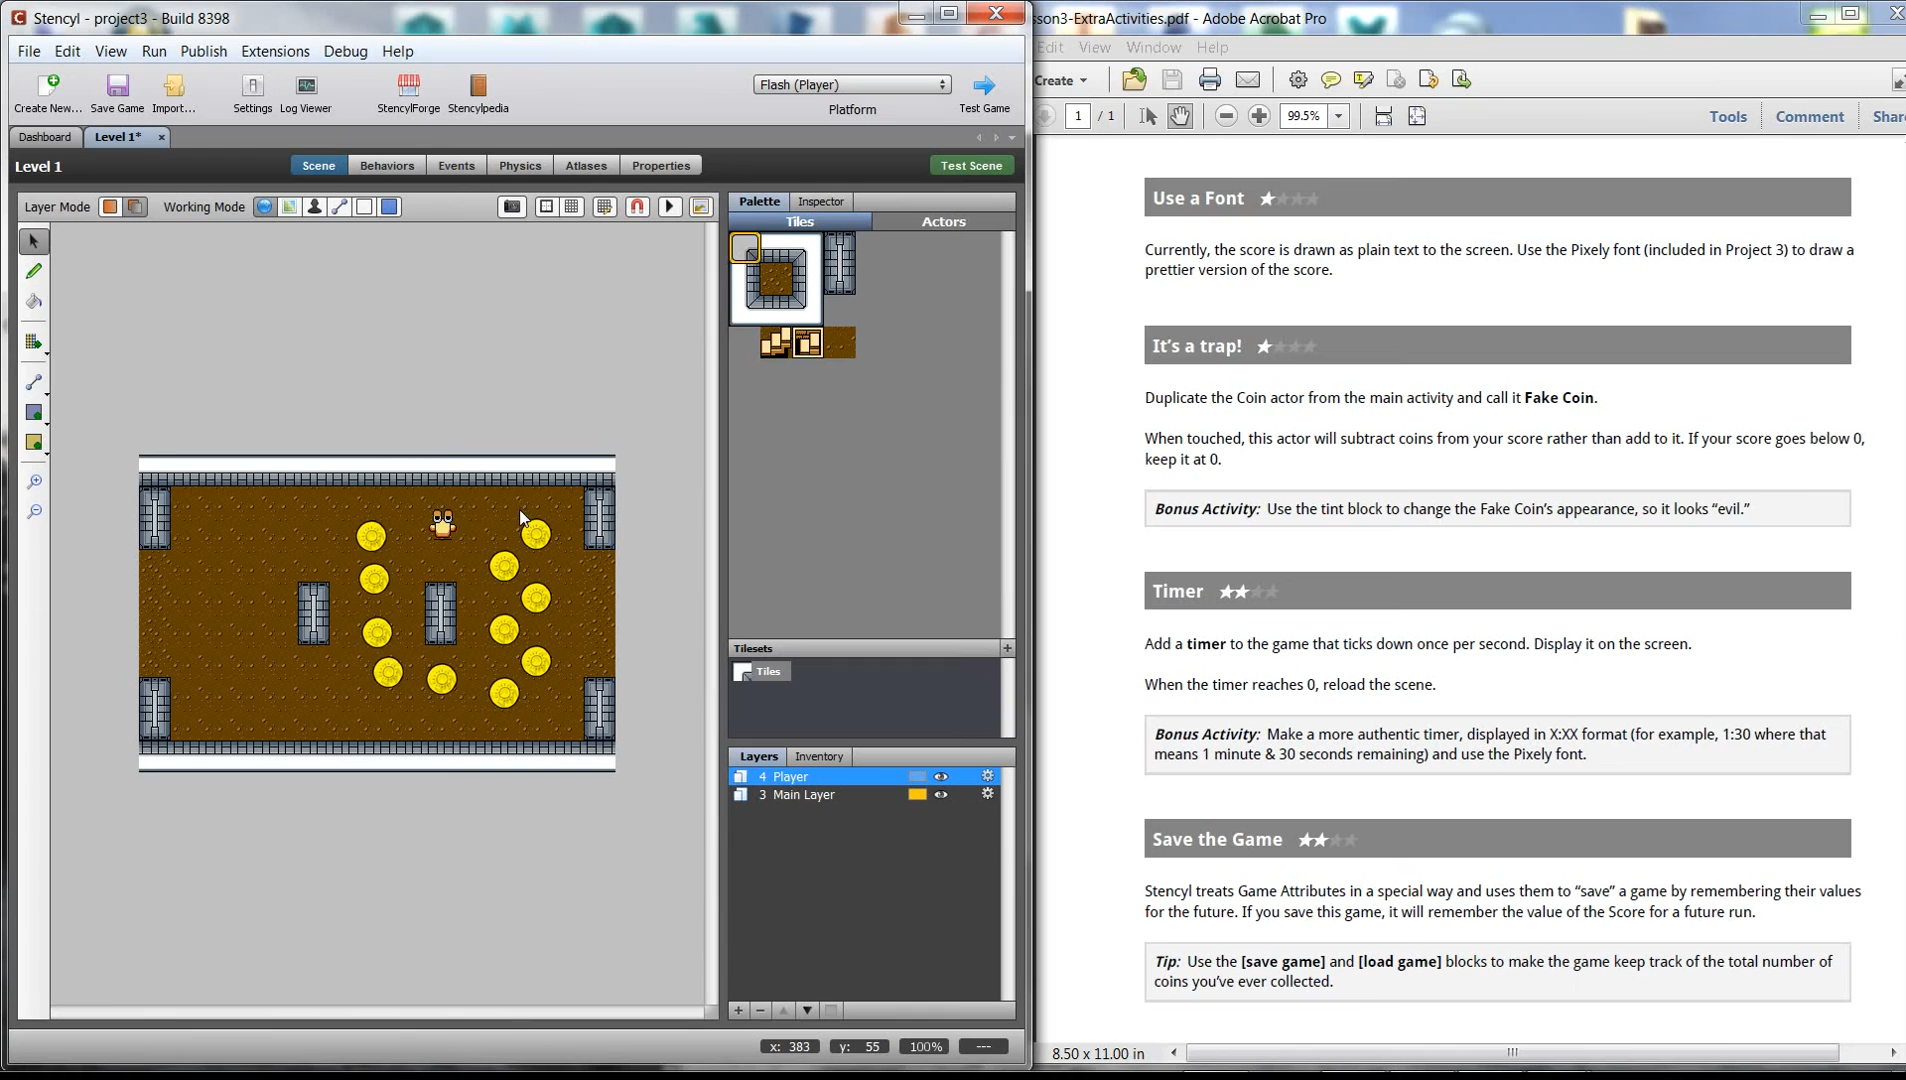 Stencyl - project3 - Build 8398
File Edit View Run Publish Extensions Debug Help
Create New... Save Game Import... Settings Log Viewer StencylForge Stencylpedia
Flash (Player)
Platform
Test Game
Dashboard Level 1*
Level 1
Scene Behaviors Events Physics Atlases Properties
Test Scene
Layer Mode Working Mode
Palette Inspector
Tiles Actors
Tilesets
Tiles
Layers Inventory
4 Player
3 Main Layer
x: 383 y: 55 100% ---
sson3-ExtraActivities.pdf - Adobe Acrobat Pro
Edit View Window Help
Create
1 / 1 99.5% Tools Comment Shar
Use a Font
Currently, the score is drawn as plain text to the screen. Use the Pixely font (included in Project 3) to draw a
prettier version of the score.
It's a trap!
Duplicate the Coin actor from the main activity and call it Fake Coin.
When touched, this actor will subtract coins from your score rather than add to it. If your score goes below 0,
keep it at 0.
Bonus Activity: Use the tint block to change the Fake Coin's appearance, so it looks “evil.”
Timer
Add a timer to the game that ticks down once per second. Display it on the screen.
When the timer reaches 0, reload the scene.
Bonus Activity: Make a more authentic timer, displayed in X:XX format (for example, 1:30 where that
means 1 minute & 30 seconds remaining) and use the Pixely font.
Save the Game
Stencyl treats Game Attributes in a special way and uses them to “save” a game by remembering their values
for the future. If you save this game, it will remember the value of the Score for a future run.
Tip: Use the [save game] and [load game] blocks to make the game keep track of the total number of
coins you've ever collected.
8.50 x 11.00 in